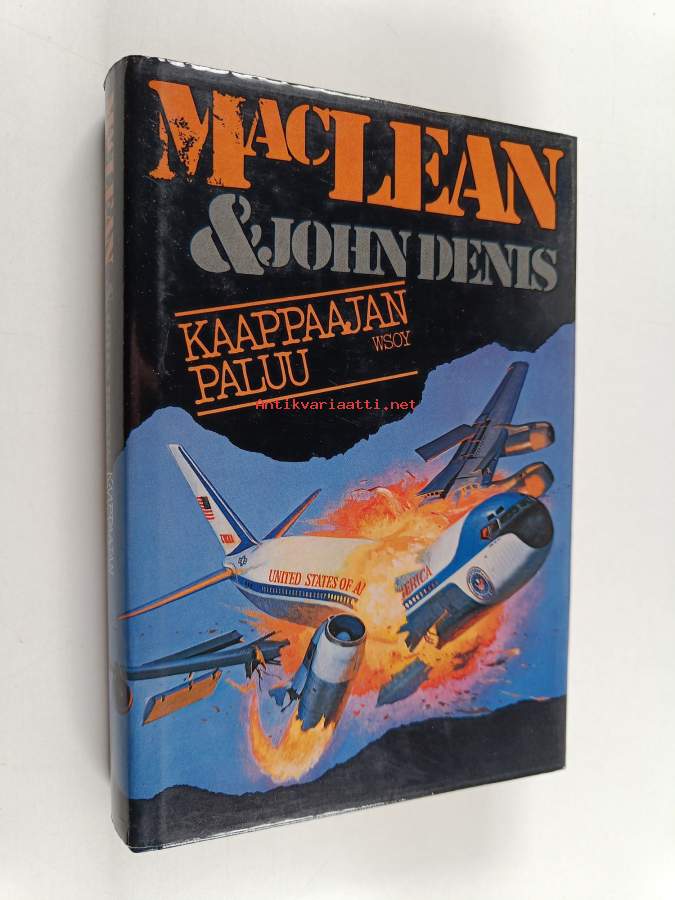 MACLEAN
& JOHN DENIS
KAAPPAAJAN
WSOY
PALUU
Antikvariaatti.net
UNITED STATES OF A
ERICA